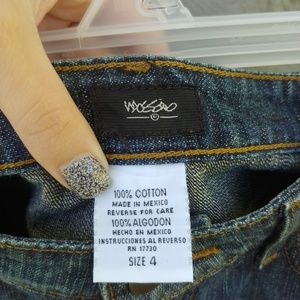 mossimo
100% COTTON
MADE IN MEXICO
REVERSE FOR CARE
100% ALGODON
HECHO EN MEXICO
INSTRUCCIONES AL REVERSO
RN 17730
SIZE 4